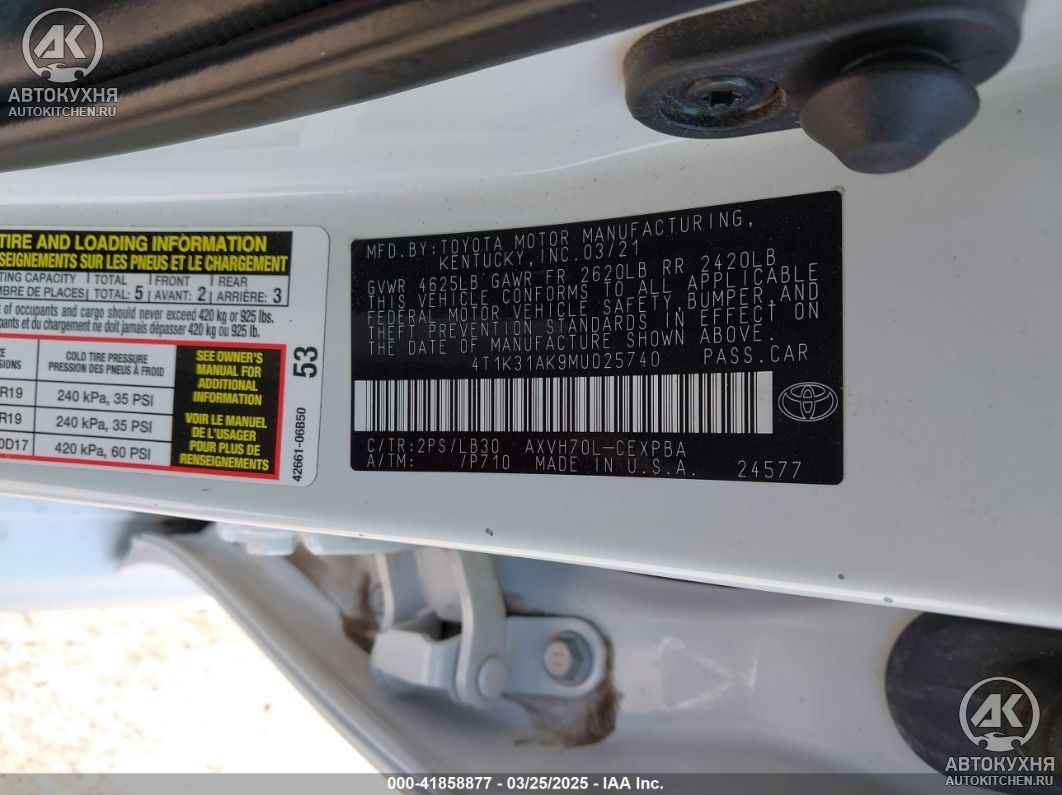 АК
АВТОКУХНЯ
AUTOKITCHEN.RU
TIRE AND LOADING INFORMATION
SEIGNEMENTS SUR LES PNEUS ET LE CHARGEMENT
CAPACITY TOTAL FRONT REAR
DE PLACES: TOTAL: 5 AVANT: 2 ARRIÈRE: 3
of occupants and cargo should never exceed 420 kg or 925 lbs.
et du chargement ne doit jamais dépasser 420 kg ou 925 lb.
COLD TIRE PRESSURE
PRESSION DES PNEUS À FROID
R19 240 kPa, 35 PSI
R19 240 kPa, 35 PSI
0D17 420 kPa, 60 PSI
SEE OWNER'S
MANUAL FOR
ADDITIONAL
INFORMATION
VOIR LE MANUEL
DE L'USAGER
POUR PLUS DE
RENSEIGNEMENTS
53
42661-06B50
MFD.BY:TOYOTA MOTOR MANUFACTURING,
KENTUCKY,INC.03/21
GVWR 4625LB GAWR FR 2620LB RR 2420LB
THIS VEHICLE CONFORMS TO ALL APPLICABLE
FEDERAL MOTOR VEHICLE SAFETY,BUMPER,AND
THEFT PREVENTION STANDARDS IN EFFECT ON
THE DATE OF MANUFACTURE SHOWN ABOVE.
4T1K31AK9MU025740 PASS.CAR
C/TR:2PS/LB30 AXVH70L-CEXPBA
A/TM: /P710 MADE IN U.S.A. 24577
АК
АВТОКУХНЯ
AUTOKITCHEN.RU
000-41858877 - 03/25/2025 - IAA Inc.